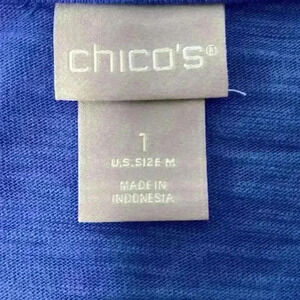 chico's®
1
U.S. SIZE M
MADE IN
INDONESIA